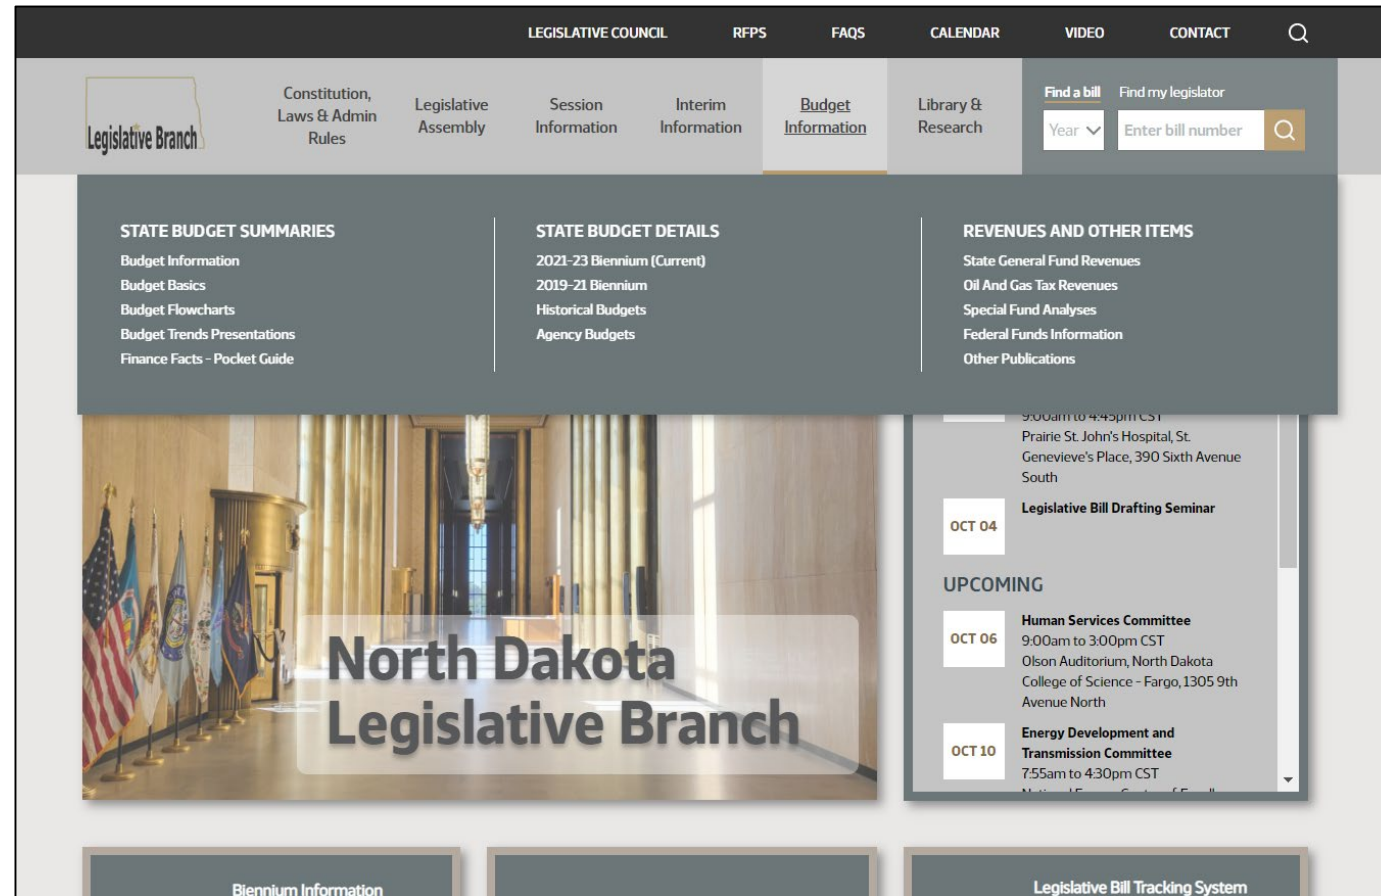 LEGISLATIVE COUNCIL RFPS FAQS CALENDAR VIDEO CONTACT
Legislative Branch
Constitution,
Laws & Admin
Rules
Legislative
Assembly
Session
Information
Interim
Information
Budget
Information
Library &
Research
Find a bill Find my legislator
Year Enter bill number
STATE BUDGET SUMMARIES
Budget Information
Budget Basics
Budget Flowcharts
Budget Trends Presentations
Finance Facts - Pocket Guide
STATE BUDGET DETAILS
2021-23 Biennium (Current)
2019-21 Biennium
Historical Budgets
Agency Budgets
REVENUES AND OTHER ITEMS
State General Fund Revenues
Oil And Gas Tax Revenues
Special Fund Analyses
Federal Funds Information
Other Publications
North Dakota
Legislative Branch
9:00am to 4:45pm CST
Prairie St. John's Hospital, St.
Genevieve's Place, 390 Sixth Avenue
South
OCT 04
Legislative Bill Drafting Seminar
UPCOMING
OCT 06
Human Services Committee
9:00am to 3:00pm CST
Olson Auditorium, North Dakota
College of Science - Fargo, 1305 9th
Avenue North
OCT 10
Energy Development and
Transmission Committee
7:55am to 4:30pm CST
Biennium Information
Legislative Bill Tracking System